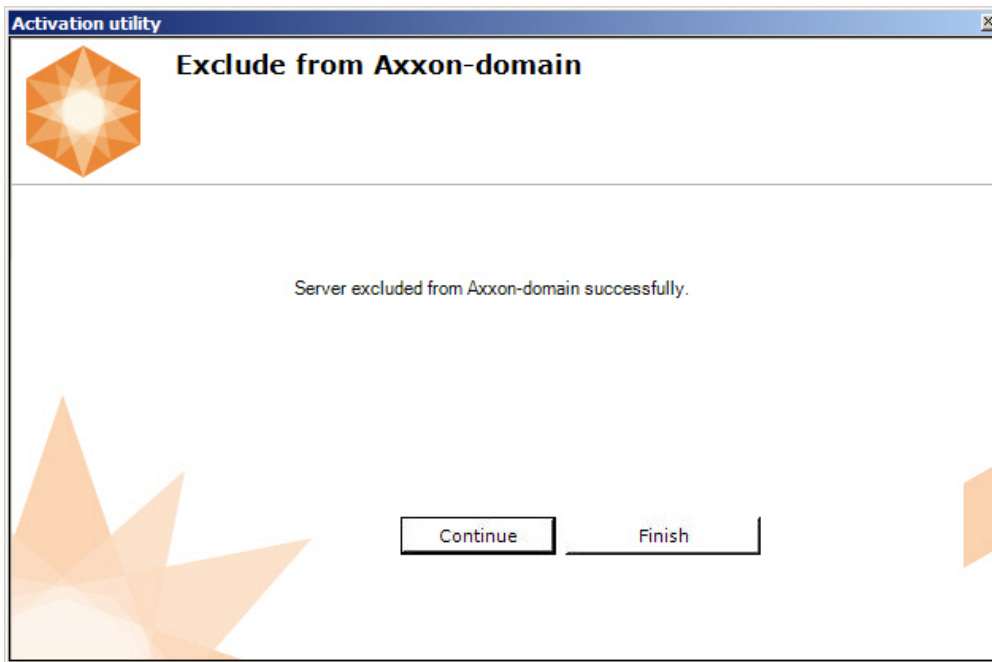 Activation utility
Exclude from Axxon-domain
Server excluded from Axxon-domain successfully.
Continue
Finish